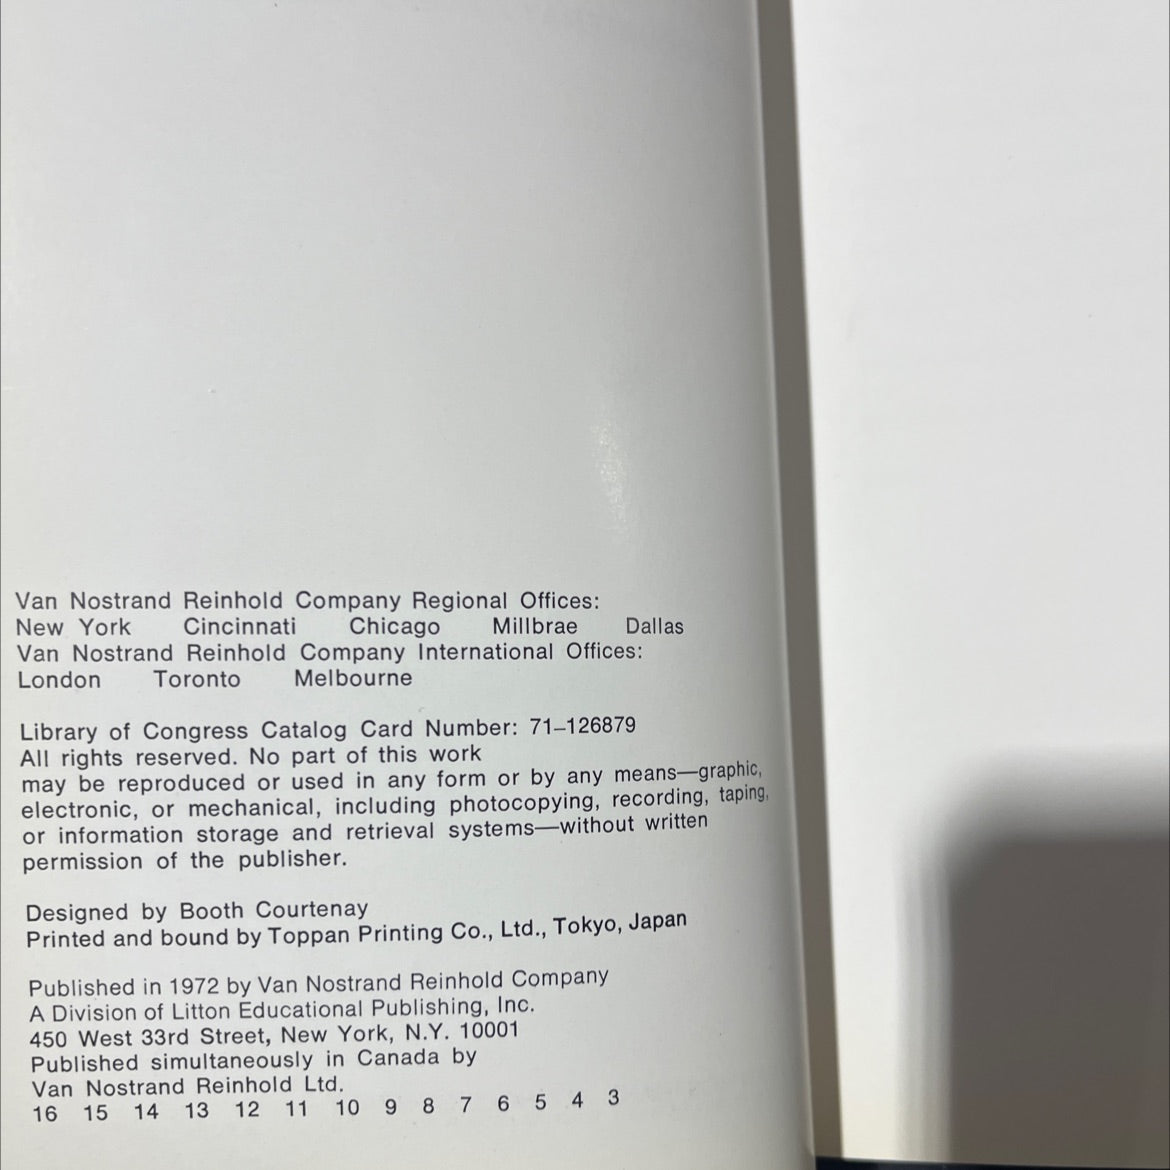 Van Nostrand Reinhold Company Regional Offices:
New York Cincinnati Chicago Millbrae Dallas
Van Nostrand Reinhold Company International Offices:
London Toronto Melbourne
Library of Congress Catalog Card Number: 71–126879
All rights reserved. No part of this work
may be reproduced or used in any form or by any means—graphic,
electronic, or mechanical, including photocopying, recording, taping,
or information storage and retrieval systems—without written
permission of the publisher.
Designed by Booth Courtenay
Printed and bound by Toppan Printing Co., Ltd., Tokyo, Japan
Published in 1972 by Van Nostrand Reinhold Company
A Division of Litton Educational Publishing, Inc.
450 West 33rd Street, New York, N.Y. 10001
Published simultaneously in Canada by
Van Nostrand Reinhold Ltd.
16 15 14 13 12 11 10 9 8 7 6 5 4 3